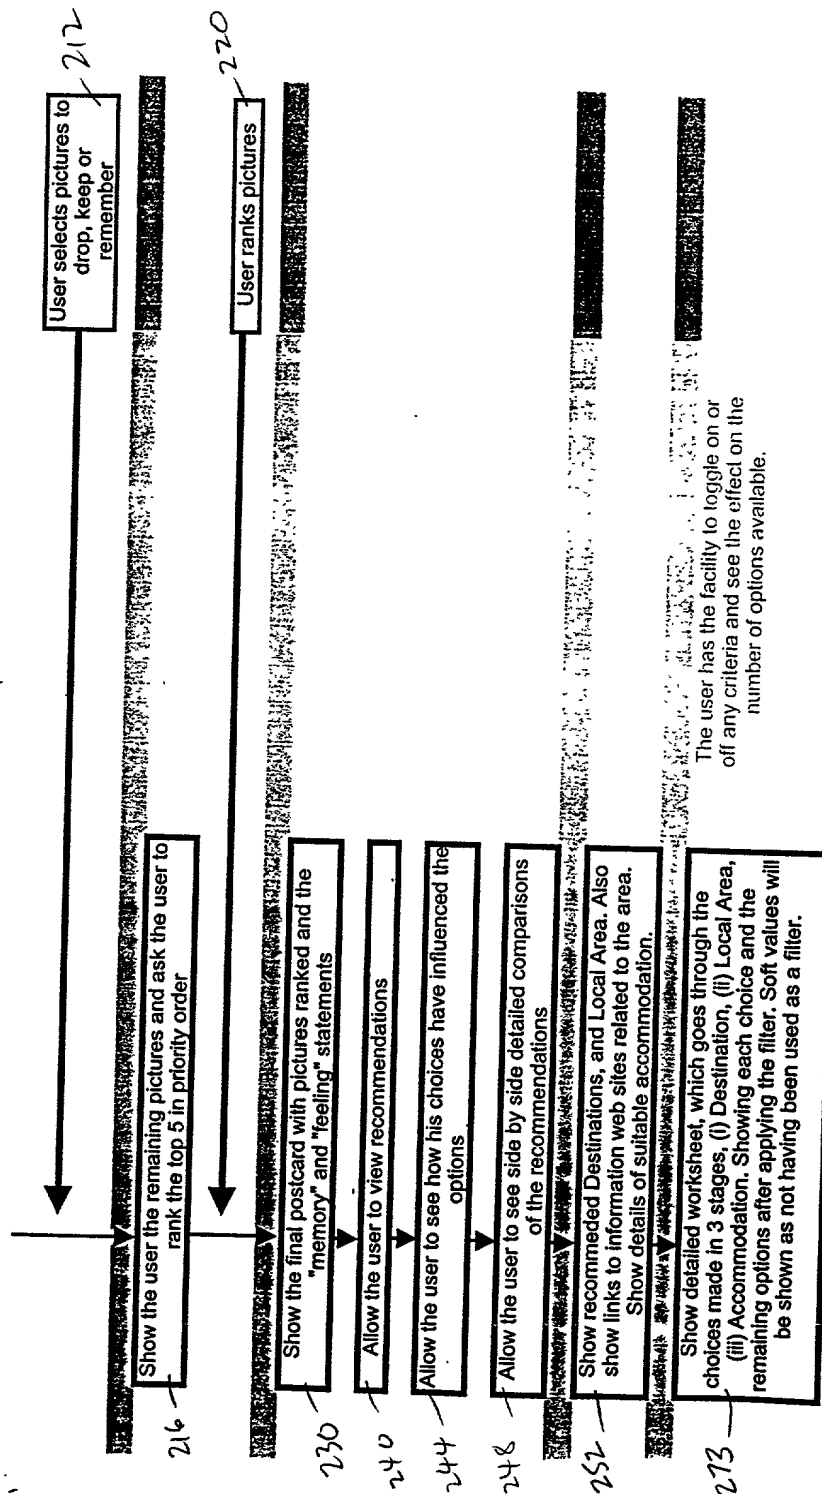 User selects pictures to
drop, keep or
remember
212
Show the user the remaining pictures and ask the user to
rank the top 5 in priority order
216
User ranks pictures
220
Show the final postcard with pictures ranked and the
"memory" and "feeling" statements
230
Allow the user to view recommendations
240
Allow the user to see how his choices have influenced the
options
244
Allow the user to see side by side detailed comparisons
of the recommendations
248
Show recommeded Destinations, and Local Area. Also
show links to information web sites related to the area.
Show details of suitable accommodation.
252
Show detailed worksheet, which goes through the
choices made in 3 stages, (i) Destination, (ii) Local Area,
(iii) Accommodation. Showing each choice and the
remaining options after applying the filter. Soft values will
be shown as not having been used as a filter.
273
The user has the facility to toggle on or
off any criteria and see the effect on the
number of options available.